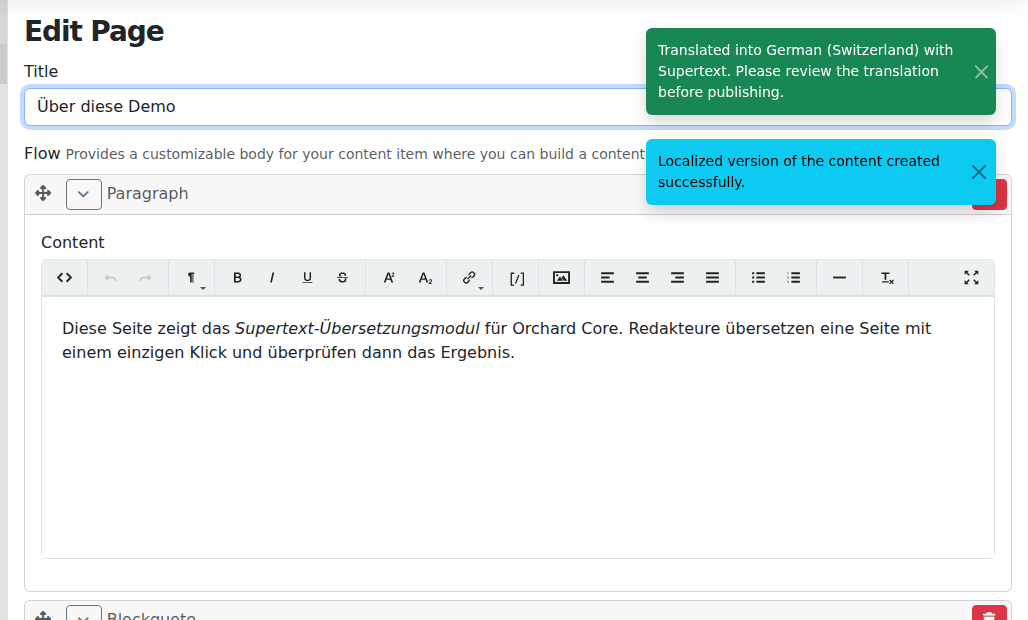 Edit Page
Translated into German (Switzerland) with
Supertext. Please review the translation
before publishing.
Title
Über diese Demo
Localized version of the content created
successfully.
Flow Provides a customizable body for your content item where you can build a content
Paragraph
Content
Diese Seite zeigt das Supertext-Übersetzungsmodul für Orchard Core. Redakteure übersetzen eine Seite mit
einem einzigen Klick und überprüfen dann das Ergebnis.
Blockquote